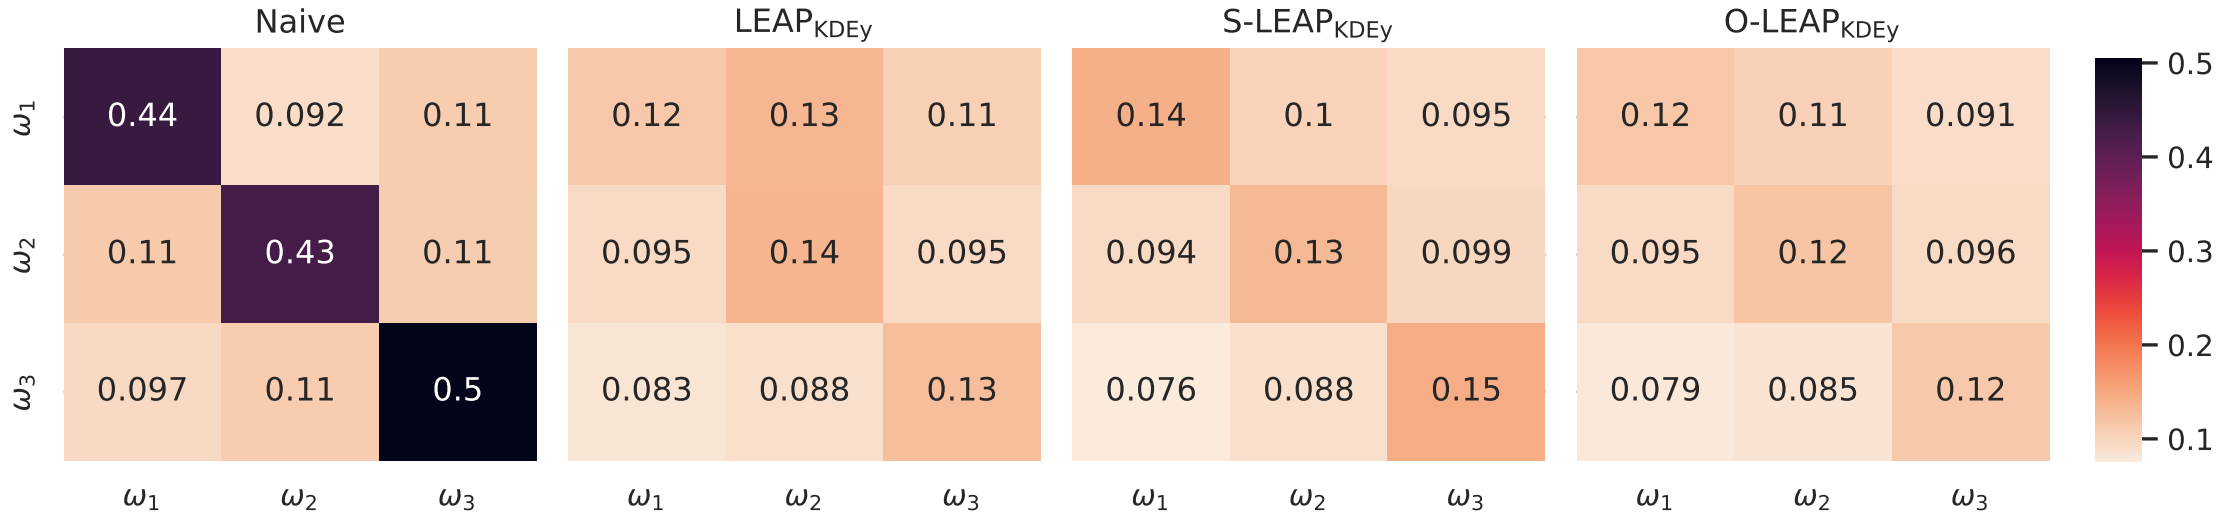 Naive LEAP_KDEy S-LEAP_KDEy O-LEAP_KDEy
ω₁ 0.44 0.092 0.11 0.12 0.13 0.11 0.14 0.1 0.095 0.12 0.11 0.091
ω₂ 0.11 0.43 0.11 0.095 0.14 0.095 0.094 0.13 0.099 0.095 0.12 0.096
ω₃ 0.097 0.11 0.5 0.083 0.088 0.13 0.076 0.088 0.15 0.079 0.085 0.12
ω₁ ω₂ ω₃ ω₁ ω₂ ω₃ ω₁ ω₂ ω₃ ω₁ ω₂ ω₃
0.5
0.4
0.3
0.2
0.1